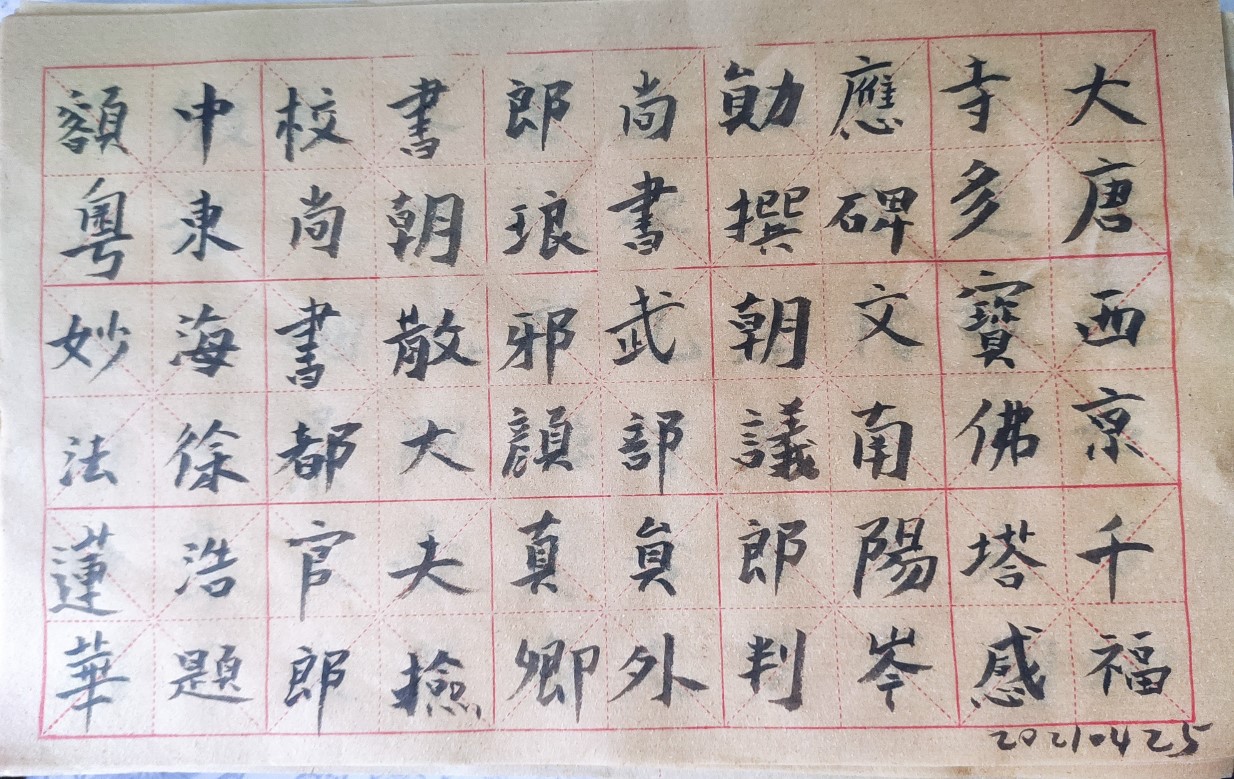 大唐西京千福
寺多寶佛塔感
應碑文南陽岑
勛撰朝議郎判
尚書武部員外
郎琅邪顏真卿
書朝散大夫撿
校尚書都官郎
中東海徐浩題
額粵妙法蓮華
20210425